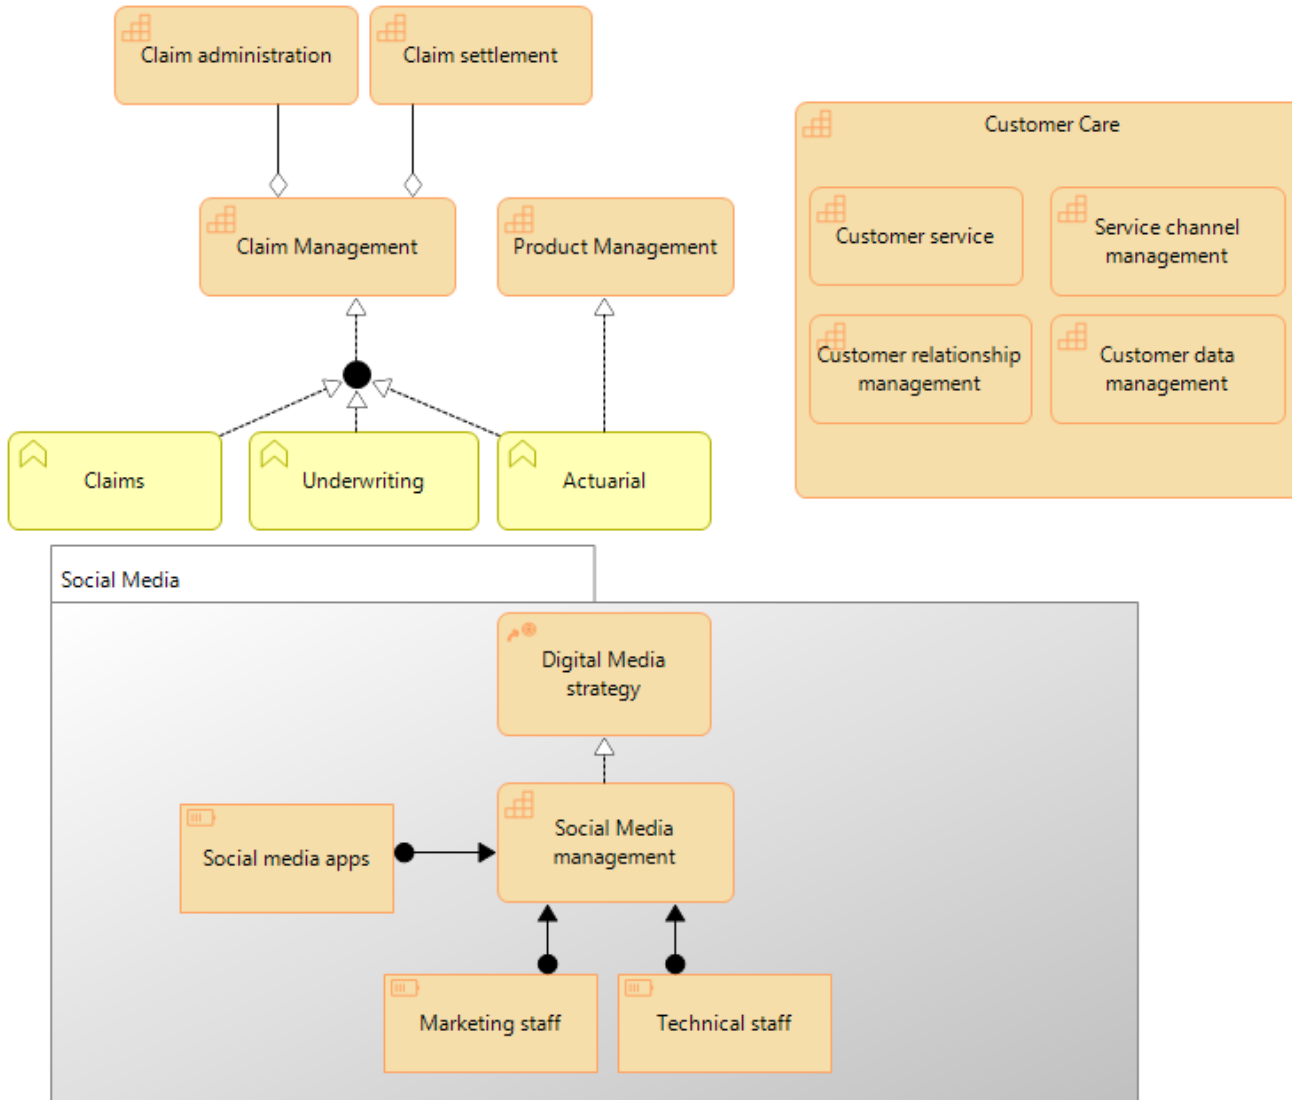 Claim administration
Claim settlement
Customer Care
Claim Management
Product Management
Customer service
Service channel
management
Customer relationship
management
Customer data
management
Claims
Underwriting
Actuarial
Social Media
Digital Media
strategy
Social media apps
Social Media
management
Marketing staff
Technical staff